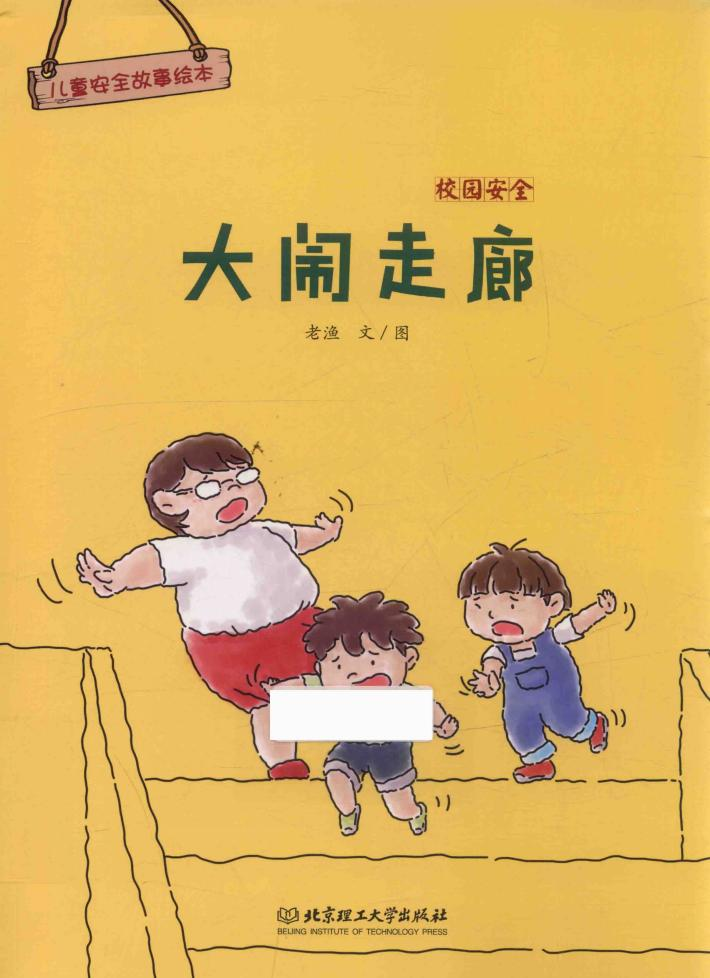 儿童安全故事绘本
校园安全
大闹走廊
老渔 文/图
北京理工大学出版社
BEIJING INSTITUTE OF TECHNOLOGY PRESS